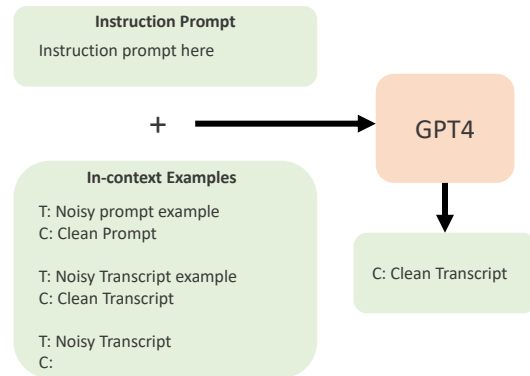 Instruction Prompt
Instruction prompt here
+
GPT4
In-context Examples
T: Noisy prompt example
C: Clean Prompt
T: Noisy Transcript example
C: Clean Transcript
T: Noisy Transcript
C:
C: Clean Transcript